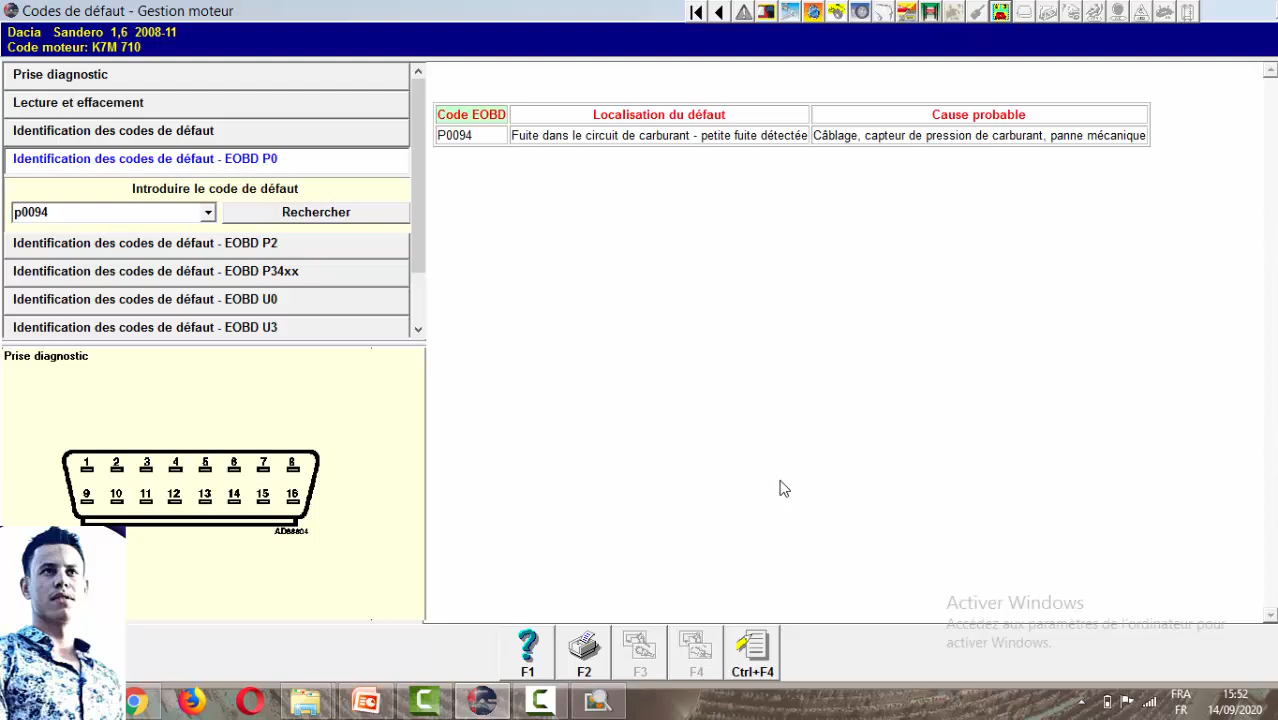 Codes de défaut - Gestion moteur
Dacia Sandero 1,6 2008-11
Code moteur: K7M 710
Prise diagnostic
Lecture et effacement
Identification des codes de défaut
Identification des codes de défaut - EOBD P0
Introduire le code de défaut
p0094 Rechercher
Identification des codes de défaut - EOBD P2
Identification des codes de défaut - EOBD P34xx
Identification des codes de défaut - EOBD U0
Identification des codes de défaut - EOBD U3
Code EOBD Localisation du défaut Cause probable
P0094 Fuite dans le circuit de carburant - petite fuite détectée Câblage, capteur de pression de carburant, panne mécanique
Prise diagnostic
1 2 3 4 5 6 7 8
9 10 11 12 13 14 15 16
Activer Windows
Accédez aux paramètres de l'ordinateur pour
activer Windows.
F1 F2 F3 F4 Ctrl+F4
FRA 15:52
FR 14/09/2020